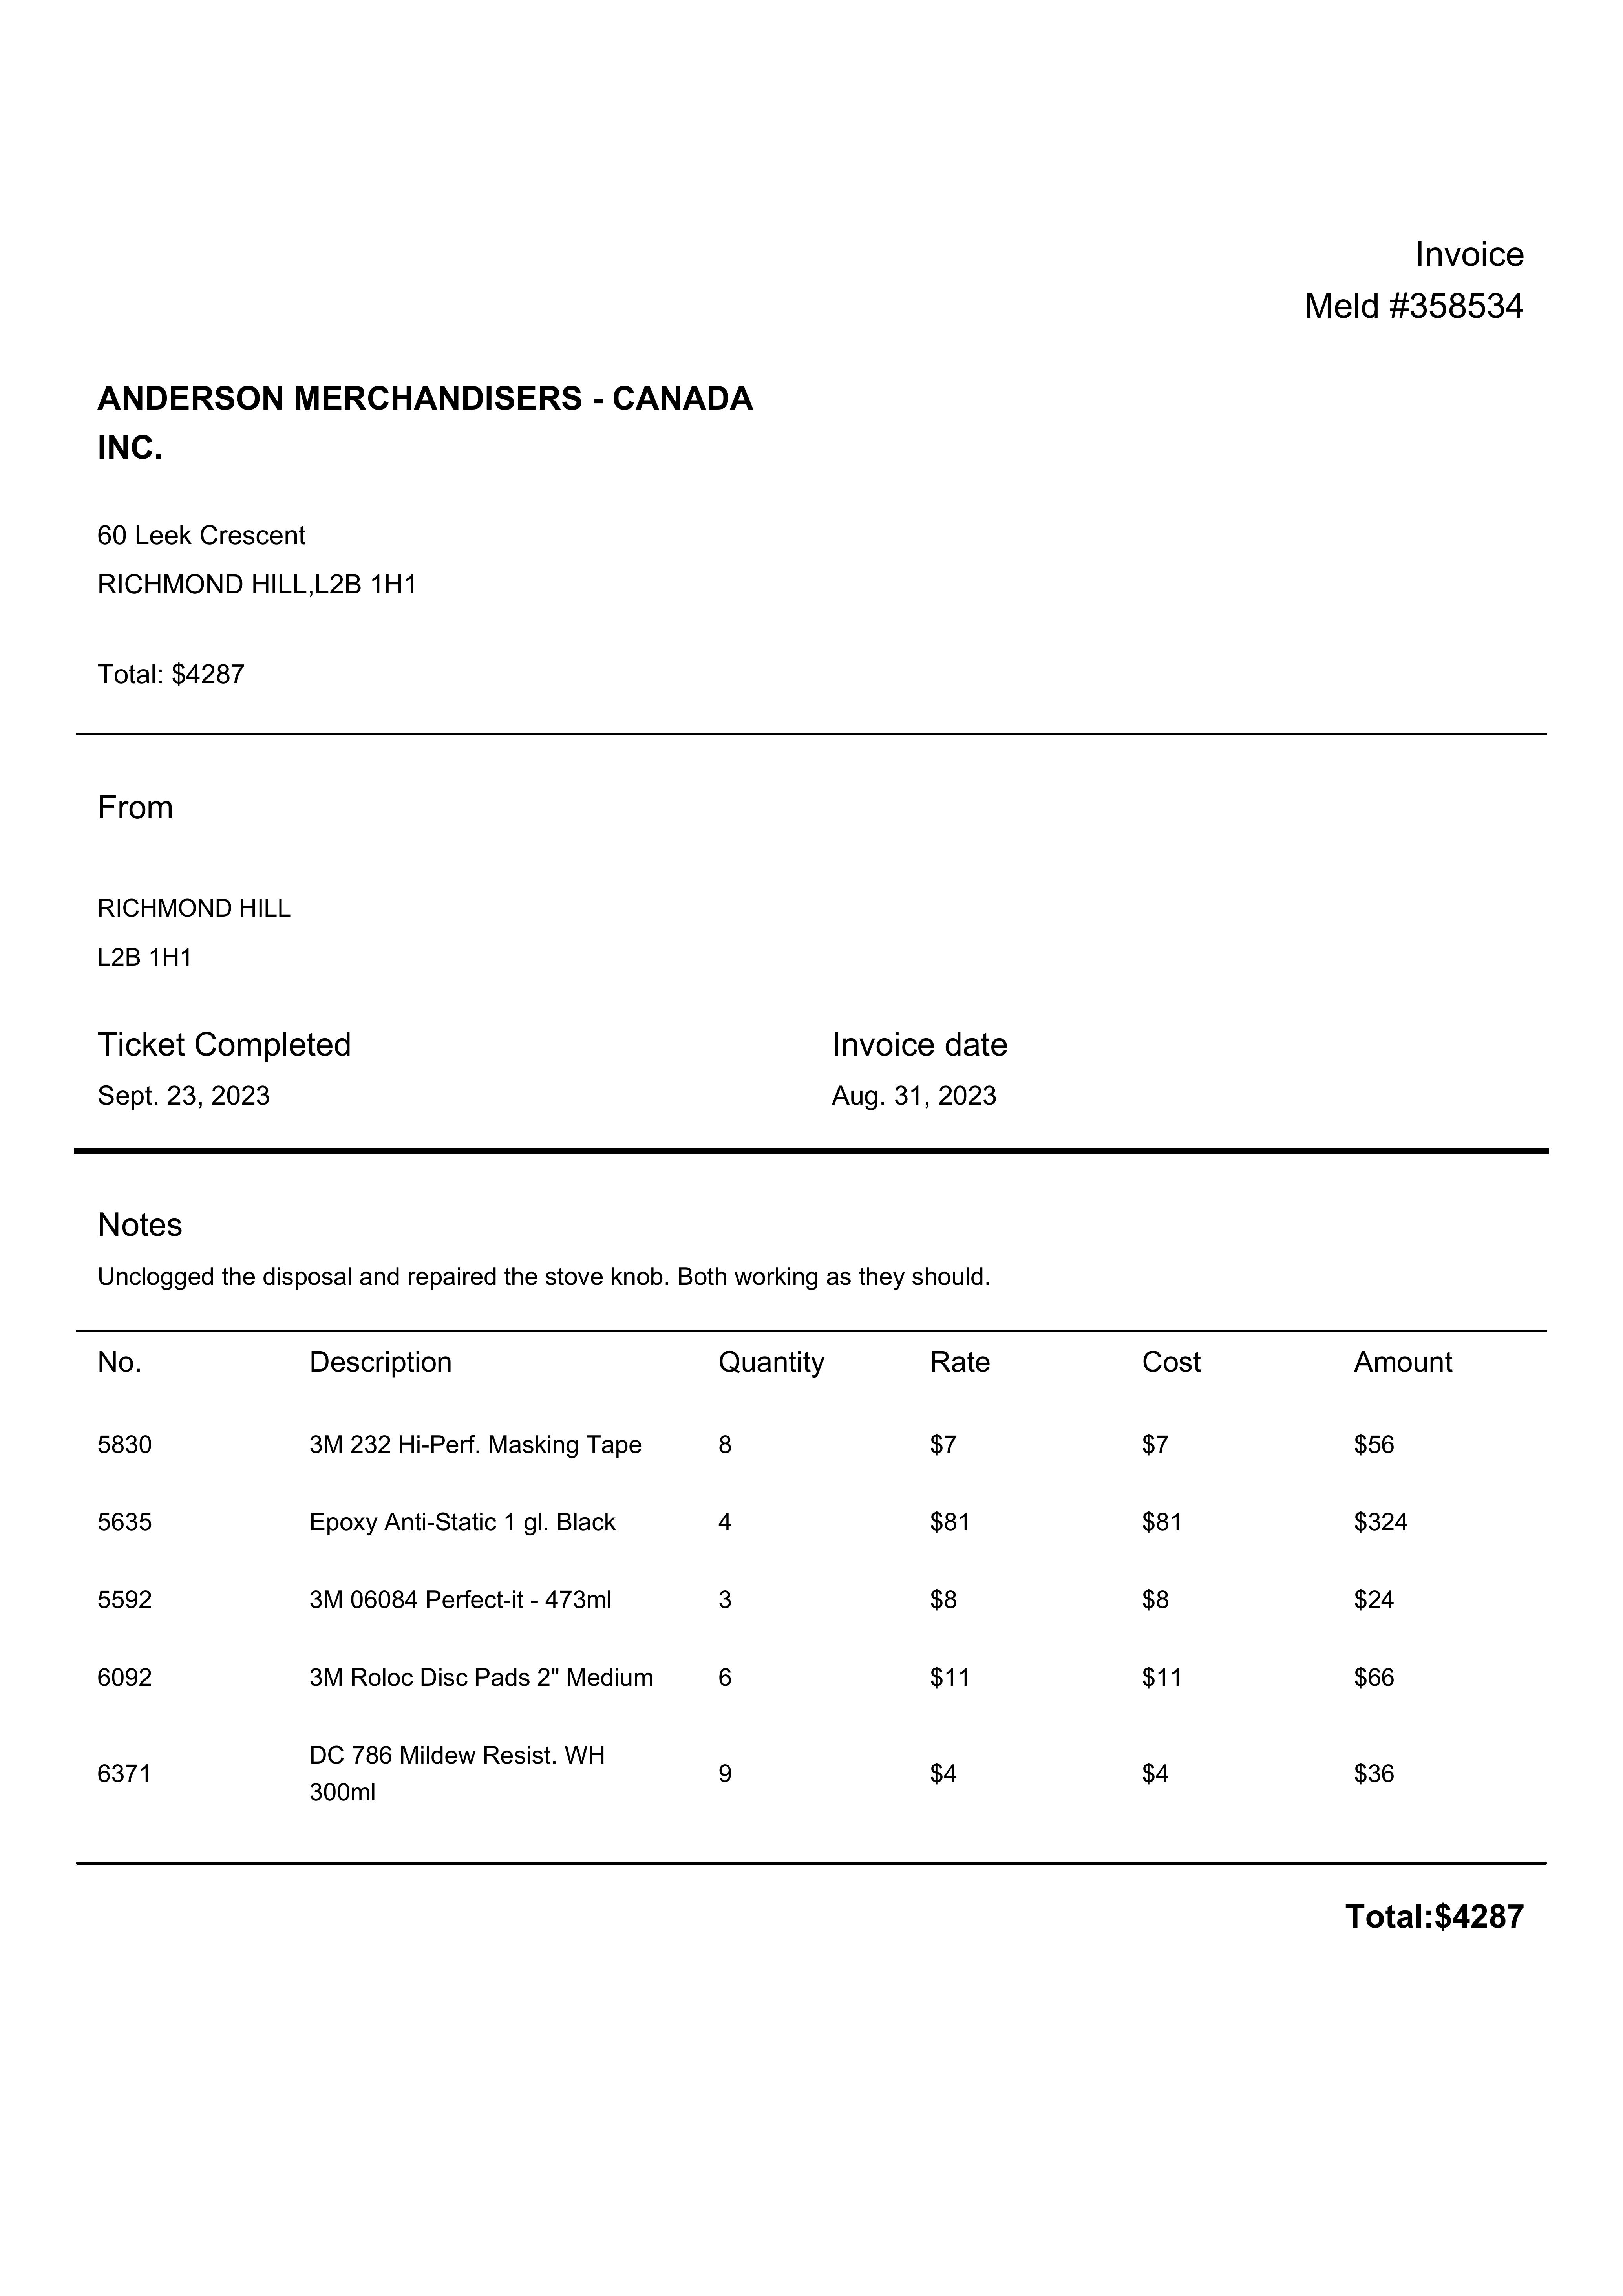 Invoice
Meld #358534
ANDERSON MERCHANDISERS - CANADA
INC.
60 Leek Crescent
RICHMOND HILL,L2B 1H1
Total: $4287
From
RICHMOND HILL
L2B 1H1
Ticket Completed Invoice date
Sept. 23, 2023 Aug. 31, 2023
Notes
Unclogged the disposal and repaired the stove knob. Both working as they should.
No. Description Quantity Rate Cost Amount
5830 3M 232 Hi-Perf. Masking Tape 8 $7 $7 $56
5635 Epoxy Anti-Static 1 gl. Black 4 $81 $81 $324
5592 3M 06084 Perfect-it - 473ml 3 $8 $8 $24
6092 3M Roloc Disc Pads 2" Medium 6 $11 $11 $66
6371 DC 786 Mildew Resist. WH 9 $4 $4 $36
300ml
Total:$4287